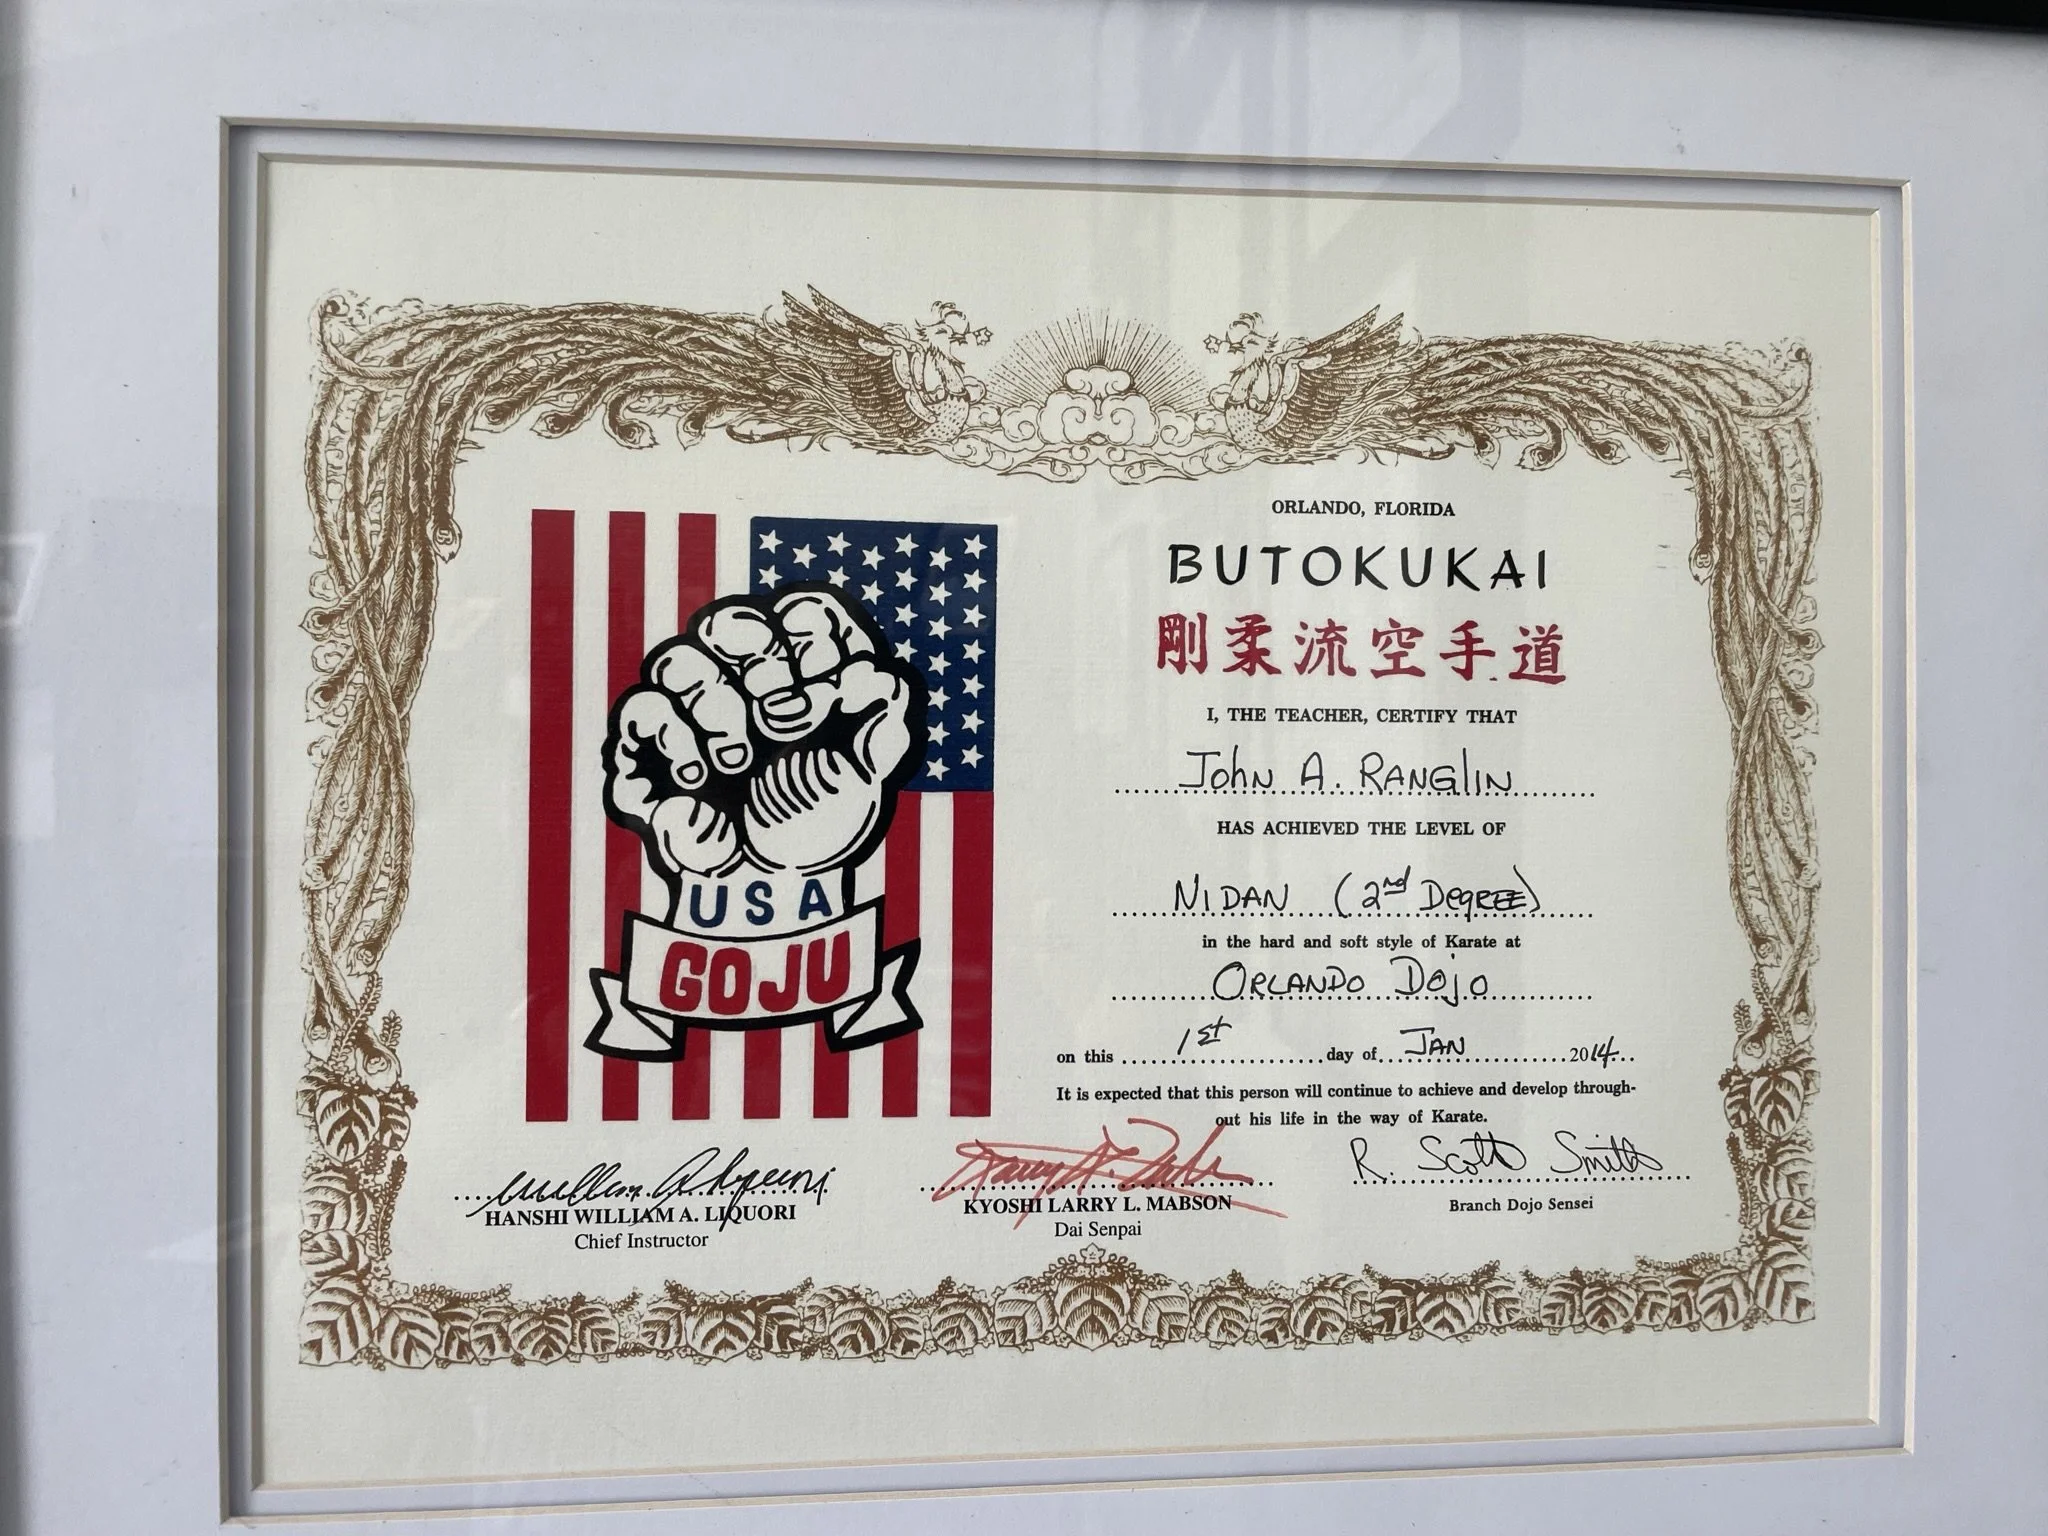 ORLANDO, FLORIDA
BUTOKUKAI
剛柔流空手道
I, THE TEACHER, CERTIFY THAT
John A. Ranglin
HAS ACHIEVED THE LEVEL OF
NIDAN (2nd Degree)
in the hard and soft style of Karate at
Orlando Dojo
on this 1st day of JAN 2014
It is expected that this person will continue to achieve and develop through-
out his life in the way of Karate.
USA
GOJU
William A. Liquori
HANSHI WILLIAM A. LIQUORI
Chief Instructor
Larry L. Mabson
KYOSHI LARRY L. MABSON
Dai Senpai
R. Scott Smith
Branch Dojo Sensei